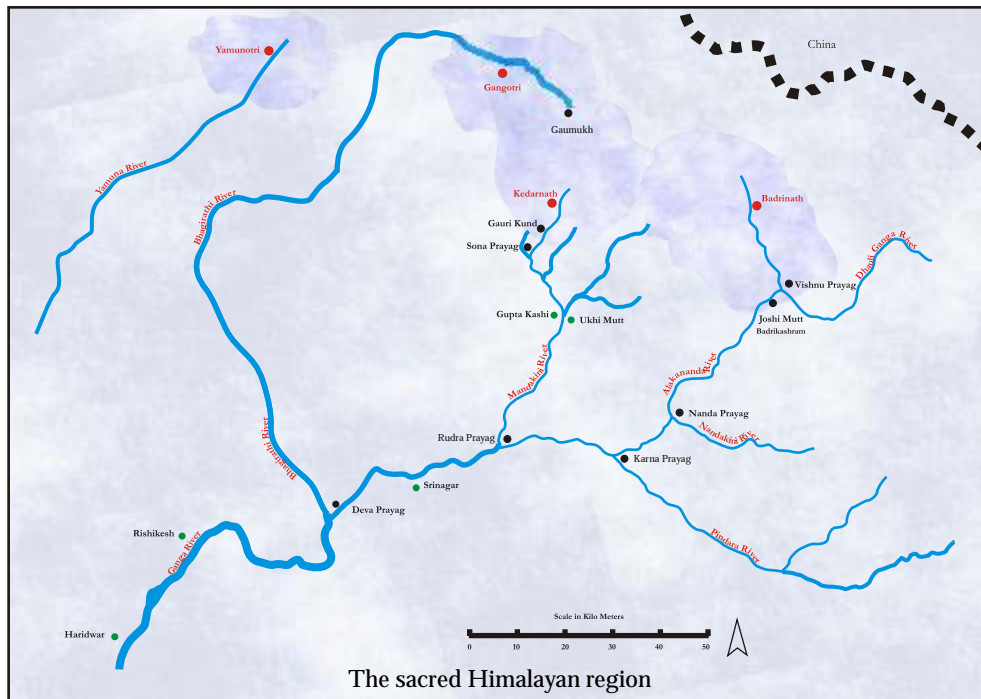 China
Yamunotri
Gangotri
Gaumukh
Yamuna River
Bhagirathi River
Kedarnath
Badrinath
Gauri Kund
Sona Prayag
Dhauli Ganga River
Vishnu Prayag
Gupta Kashi
Ukhi Mutt
Joshi Mutt
Badrikashram
Mandakini River
Alakananda River
Nanda Prayag
Nandakini River
Rudra Prayag
Karna Prayag
Bhagirathi River
Srinagar
Deva Prayag
Rishikesh
Ganga River
Pindara River
Haridwar
Scale in Kilo Meters
0 10 20 30 40 50
The sacred Himalayan region